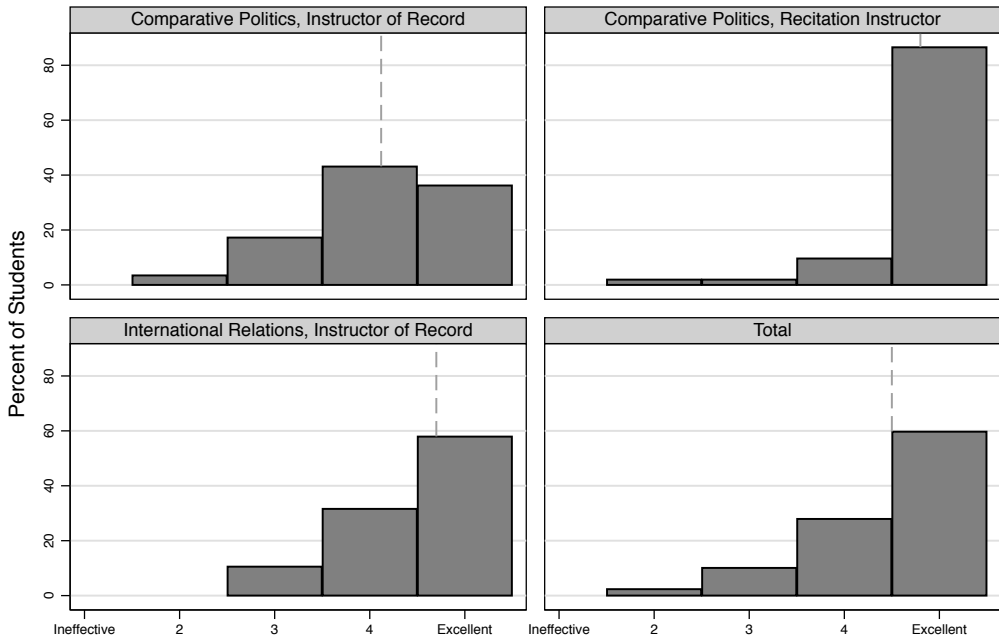 Comparative Politics, Instructor of Record
Comparative Politics, Recitation Instructor
80
60
40
20
0
International Relations, Instructor of Record
Total
80
60
40
20
0
Percent of Students
Ineffective 2 3 4 Excellent
Ineffective 2 3 4 Excellent